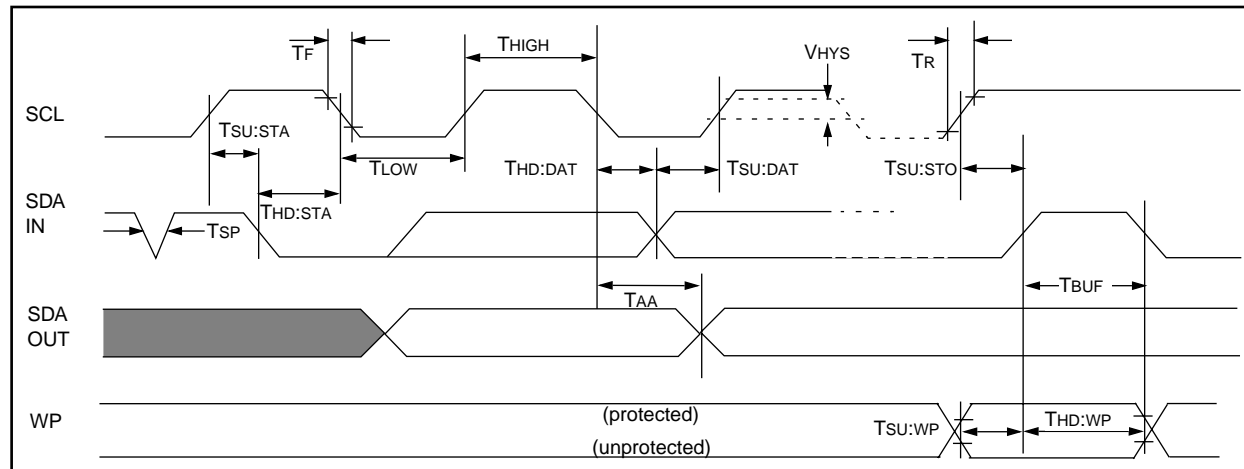 TF
THIGH
VHYS
TR
SCL
TSU:STA
TLOW
THD:DAT
TSU:DAT
TSU:STO
SDA
IN
TSP
THD:STA
TBUF
TAA
SDA
OUT
WP
(protected)
(unprotected)
TSU:WP
THD:WP